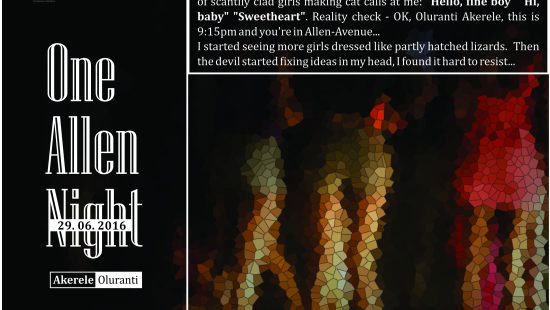 of scantily clad girls making cat calls at me: "Hello, fine boy" "Hi,
baby" "Sweetheart". Reality check - OK, Oluranti Akerele, this is
9:15pm and you're in Allen-Avenue...
I started seeing more girls dressed like partly hatched lizards. Then
the devil started fixing ideas in my head, I found it hard to resist...
One
Allen
Night
29. 06. 2016
Akerele Oluranti